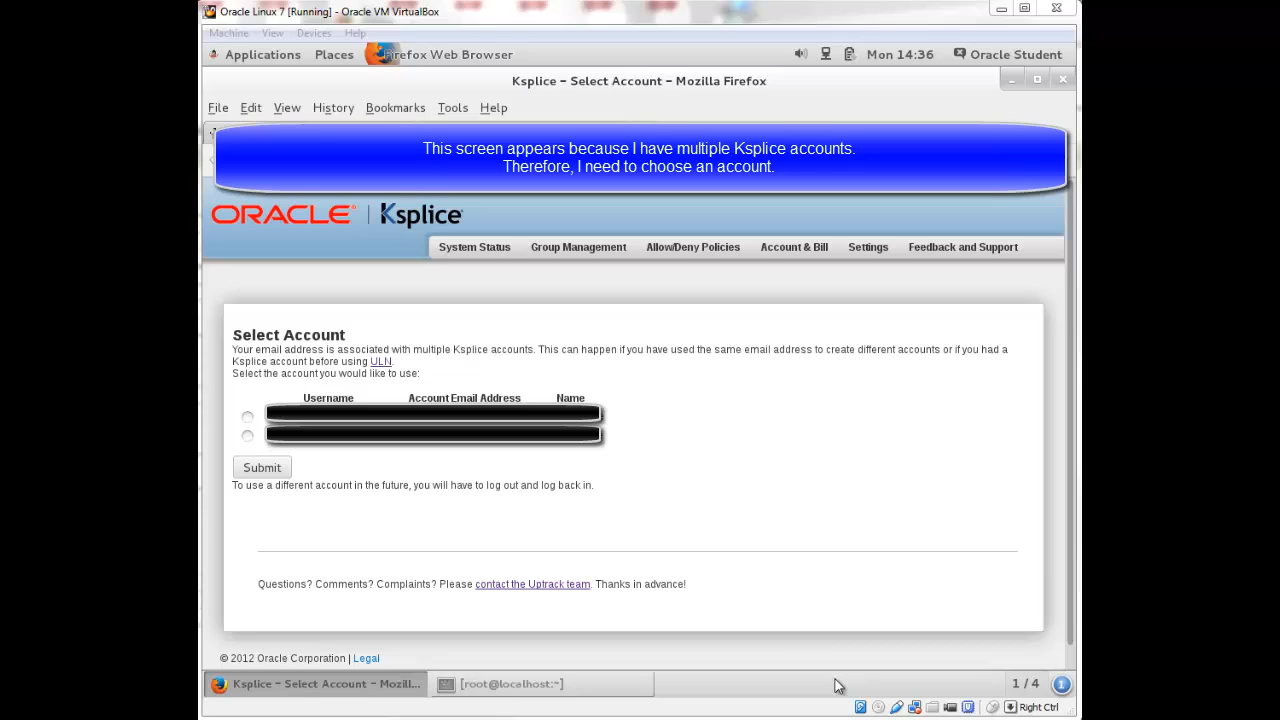 Oracle Linux 7 [Running] - Oracle VM VirtualBox
Machine View Devices Help
Applications Places Firefox Web Browser Mon 14:36 Oracle Student
Ksplice - Select Account - Mozilla Firefox
File Edit View History Bookmarks Tools Help
This screen appears because I have multiple Ksplice accounts.
Therefore, I need to choose an account.
ORACLE® | Ksplice
System Status Group Management Allow/Deny Policies Account & Bill Settings Feedback and Support
Select Account
Your email address is associated with multiple Ksplice accounts. This can happen if you have used the same email address to create different accounts or if you had a
Ksplice account before using ULN.
Select the account you would like to use:
Username Account Email Address Name
Submit
To use a different account in the future, you will have to log out and log back in.
Questions? Comments? Complaints? Please contact the Uptrack team. Thanks in advance!
© 2012 Oracle Corporation | Legal
Ksplice - Select Account - Mozill... [root@localhost:~] 1 / 4 1
Right Ctrl